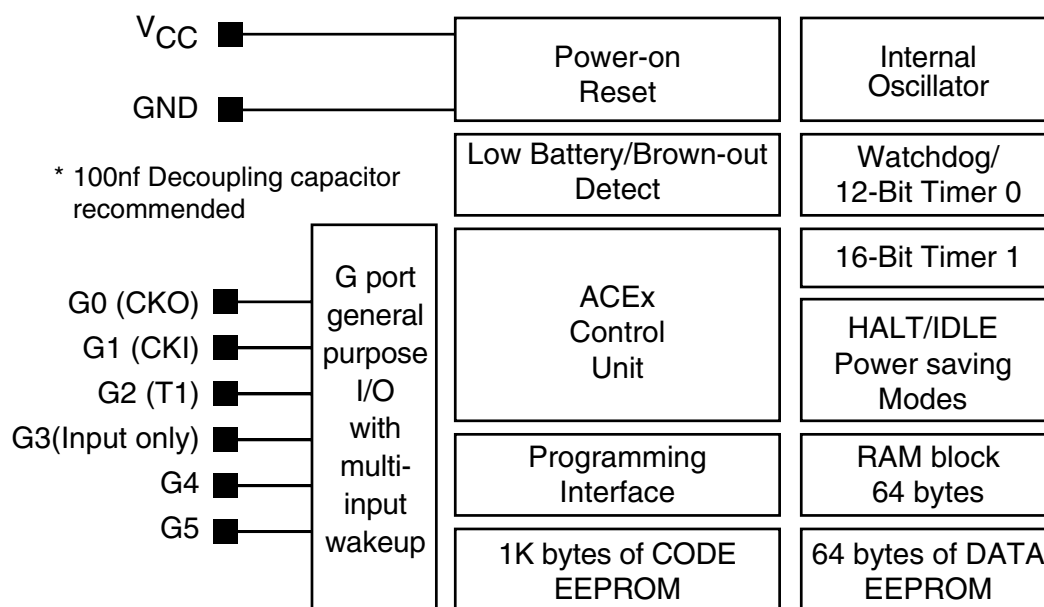 VCC
GND
* 100nf Decoupling capacitor
recommended
G0 (CKO)
G1 (CKI)
G2 (T1)
G3(Input only)
G4
G5
G port
general
purpose
I/O
with
multi-
input
wakeup
Power-on
Reset
Low Battery/Brown-out
Detect
ACEx
Control
Unit
Programming
Interface
1K bytes of CODE
EEPROM
Internal
Oscillator
Watchdog/
12-Bit Timer 0
16-Bit Timer 1
HALT/IDLE
Power saving
Modes
RAM block
64 bytes
64 bytes of DATA
EEPROM